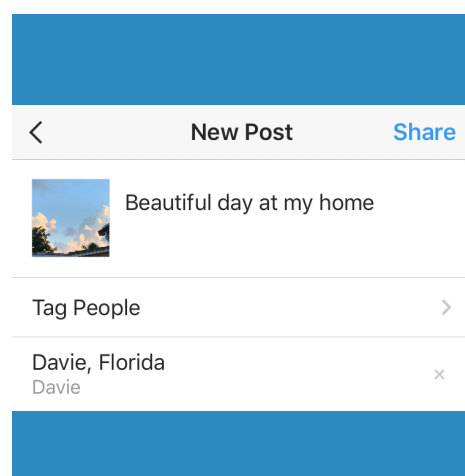 New Post
Share
Beautiful day at my home
Tag People
Davie, Florida
Davie